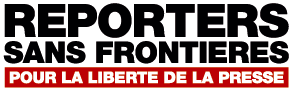 REPORTERS
SANS FRONTIERES
POUR LA LIBERTE DE LA PRESSE